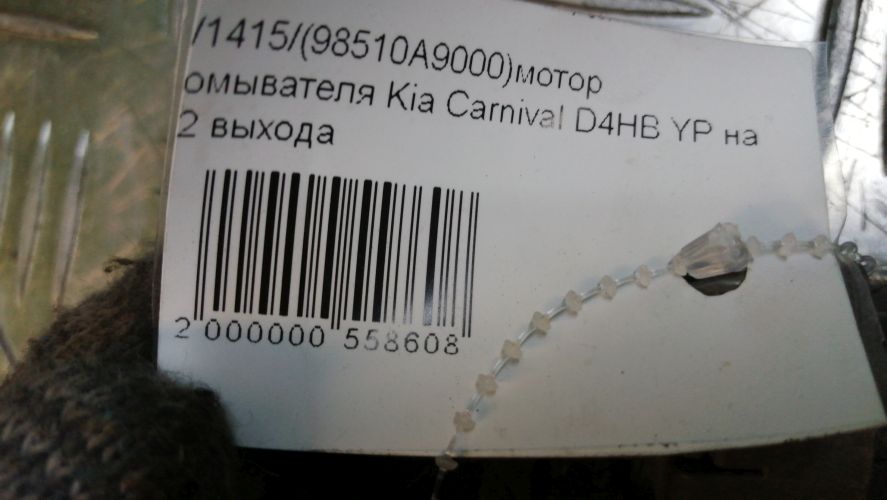 /1415/(98510A9000)мотор
омывателя Kia Carnival D4HB YP на
2 выхода
2 000000 558608